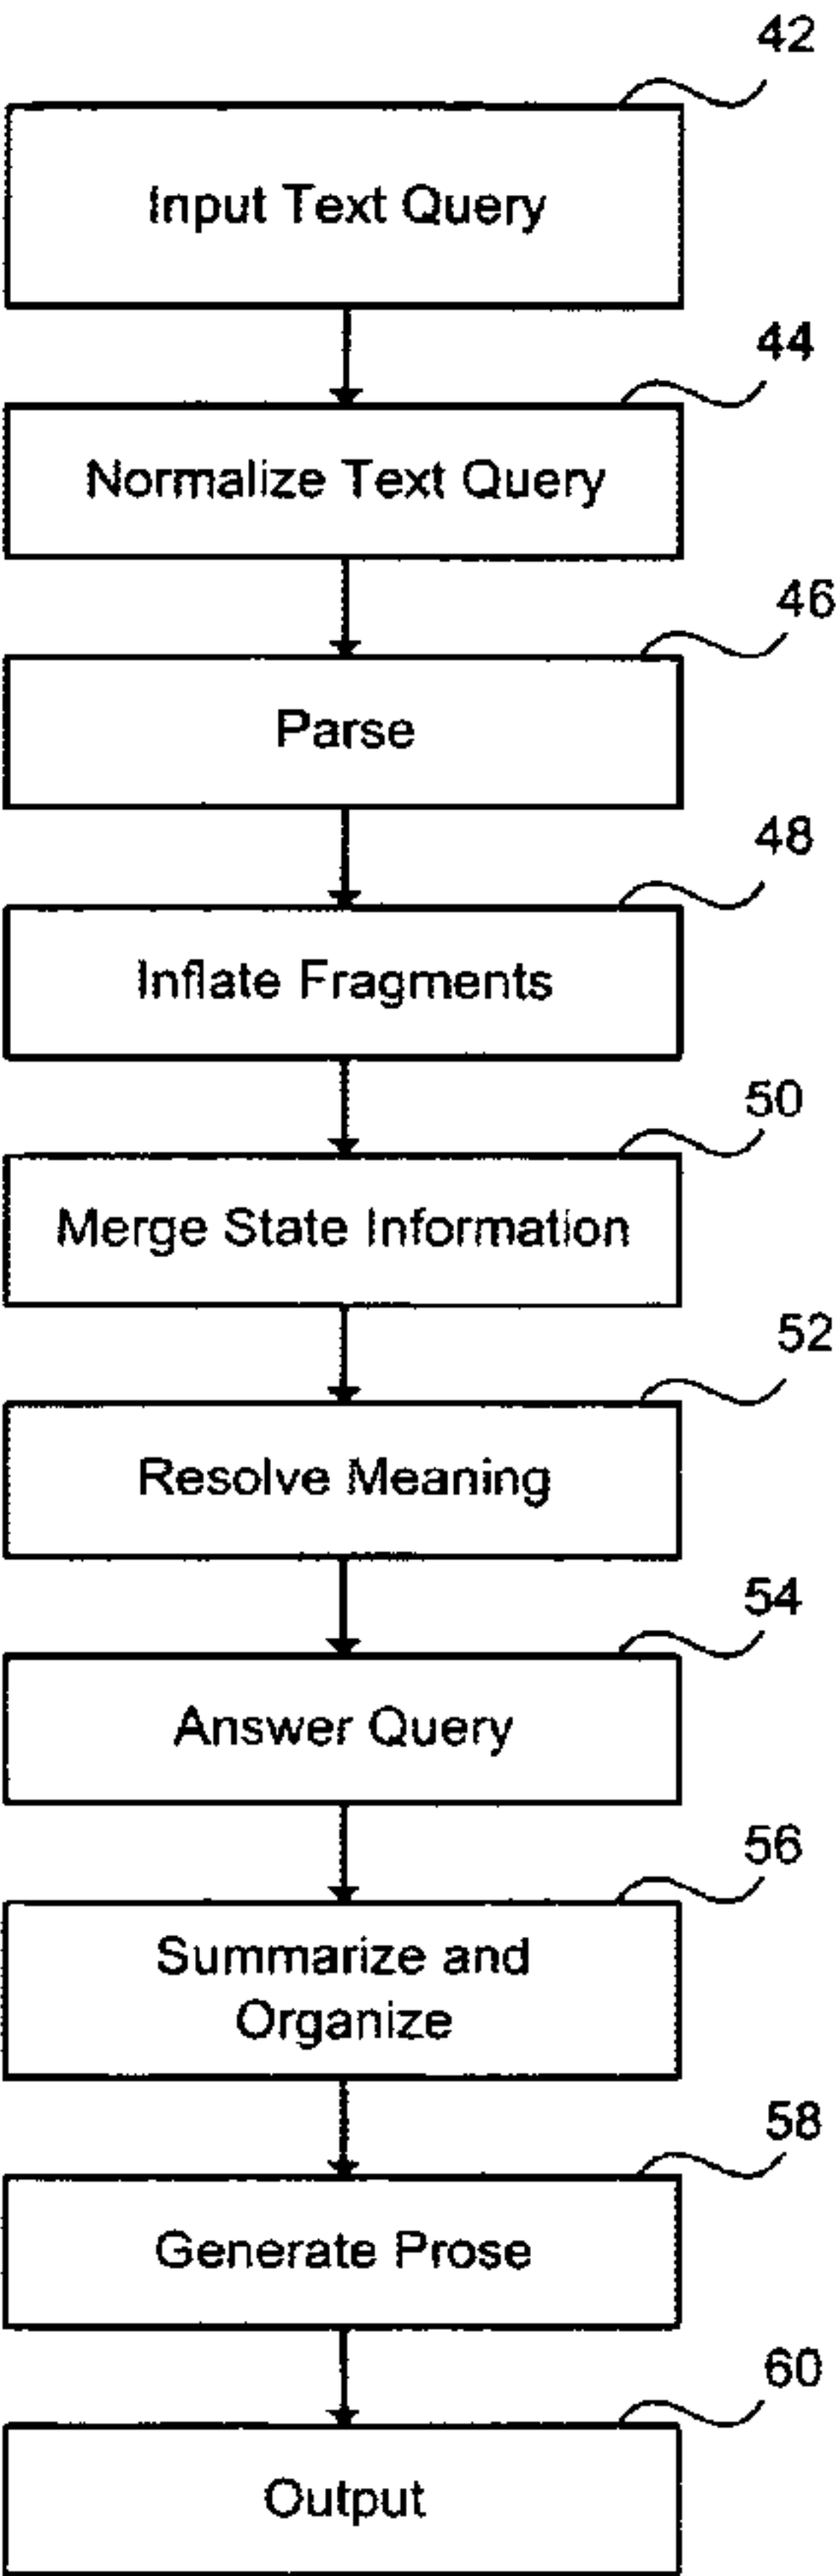 42
Input Text Query
44
Normalize Text Query
46
Parse
48
Inflate Fragments
50
Merge State Information
52
Resolve Meaning
54
Answer Query
56
Summarize and
Organize
58
Generate Prose
60
Output